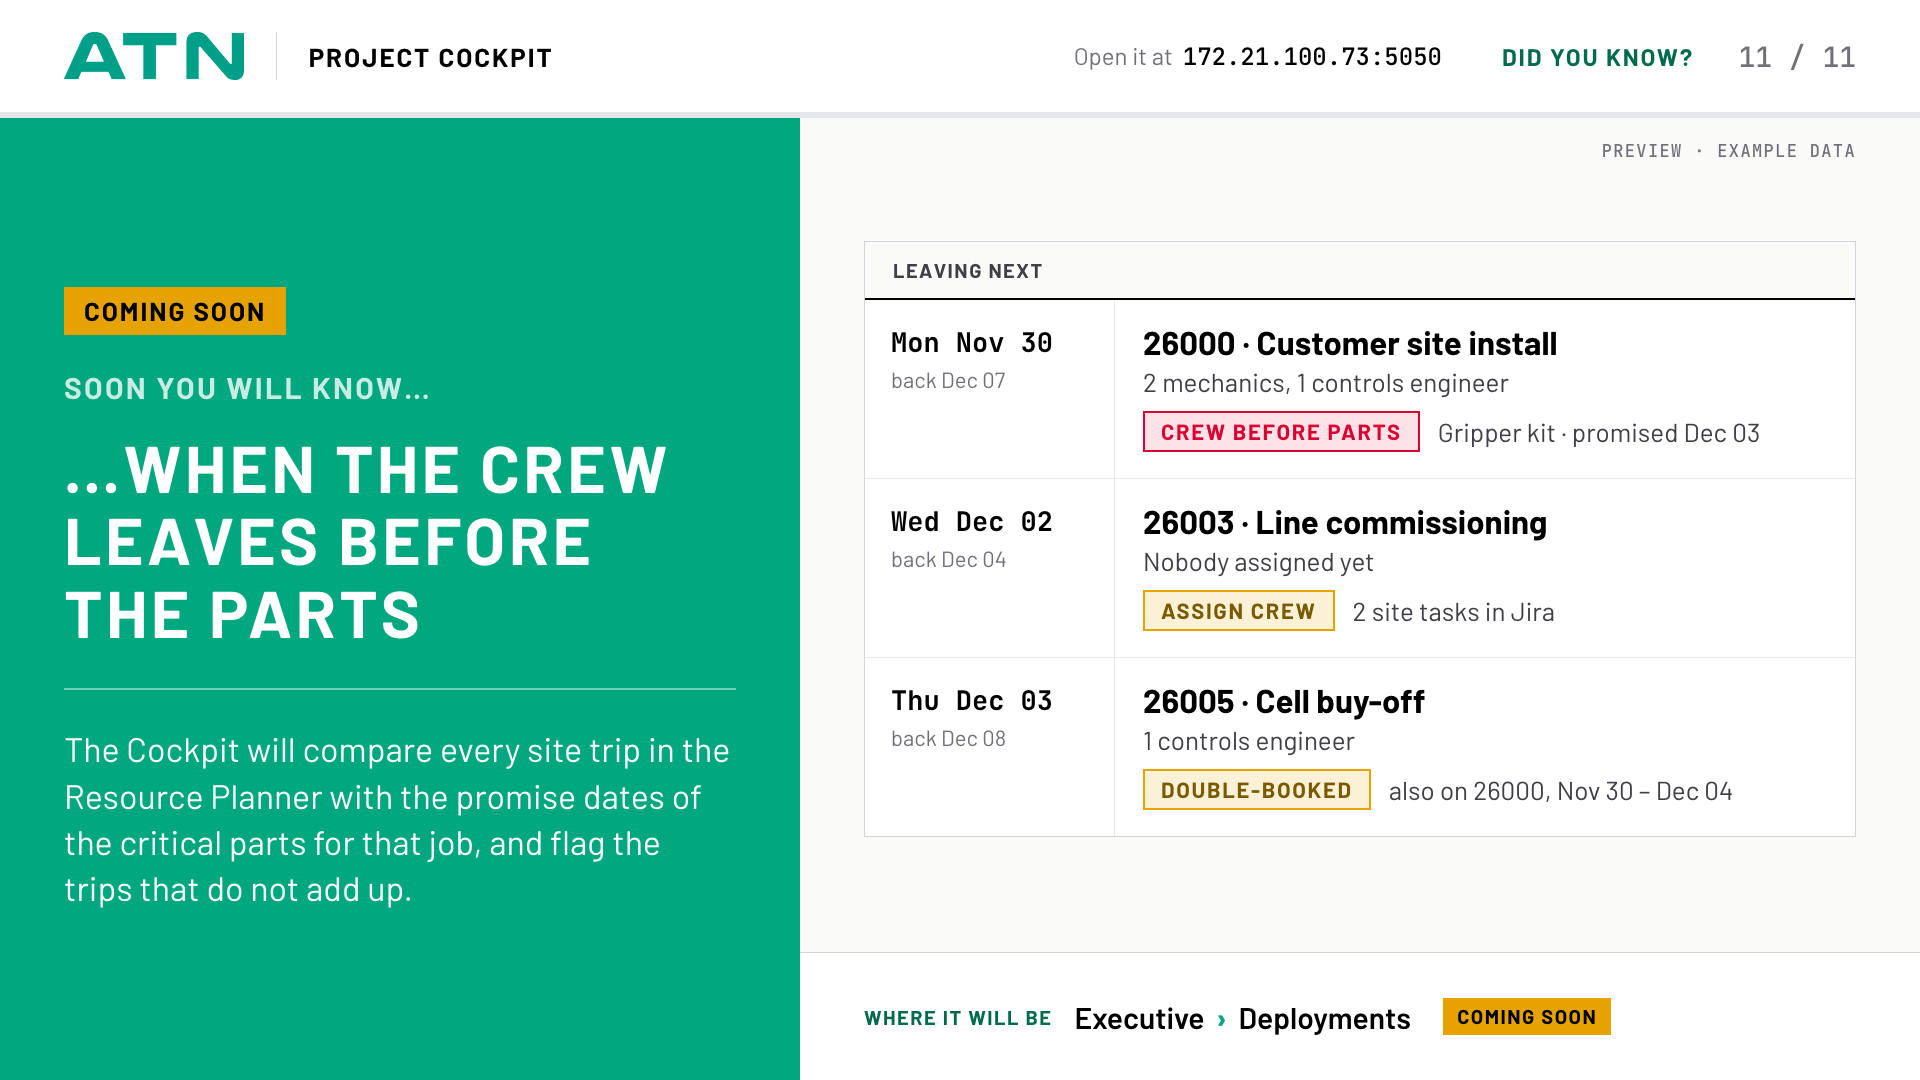 ATN
PROJECT COCKPIT
Open it at 172.21.100.73:5050
DID YOU KNOW?
11 / 11
COMING SOON
SOON YOU WILL KNOW…
…WHEN THE CREW
LEAVES BEFORE
THE PARTS
The Cockpit will compare every site trip in the
Resource Planner with the promise dates of
the critical parts for that job, and flag the
trips that do not add up.
PREVIEW · EXAMPLE DATA
LEAVING NEXT
Mon Nov 30
back Dec 07
26000 · Customer site install
2 mechanics, 1 controls engineer
CREW BEFORE PARTS
Gripper kit · promised Dec 03
Wed Dec 02
back Dec 04
26003 · Line commissioning
Nobody assigned yet
ASSIGN CREW
2 site tasks in Jira
Thu Dec 03
back Dec 08
26005 · Cell buy-off
1 controls engineer
DOUBLE-BOOKED
also on 26000, Nov 30 – Dec 04
WHERE IT WILL BE
Executive › Deployments
COMING SOON